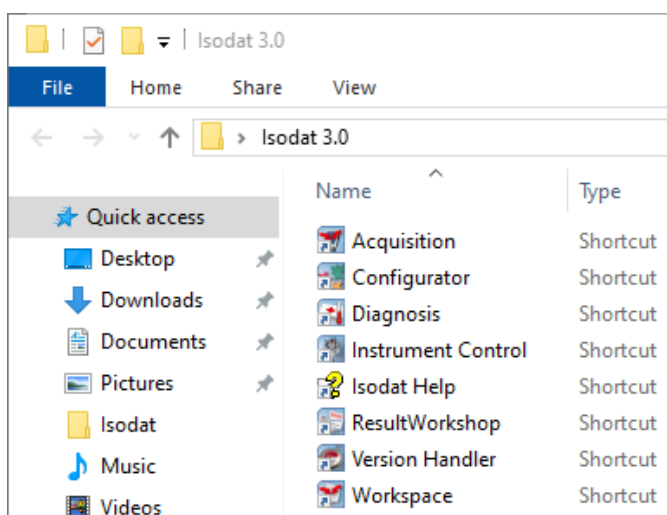 Isodat 3.0
File Home Share View
Isodat 3.0
Name Type
Quick access
Desktop
Downloads
Documents
Pictures
Isodat
Music
Videos
Acquisition Shortcut
Configurator Shortcut
Diagnosis Shortcut
Instrument Control Shortcut
Isodat Help Shortcut
ResultWorkshop Shortcut
Version Handler Shortcut
Workspace Shortcut